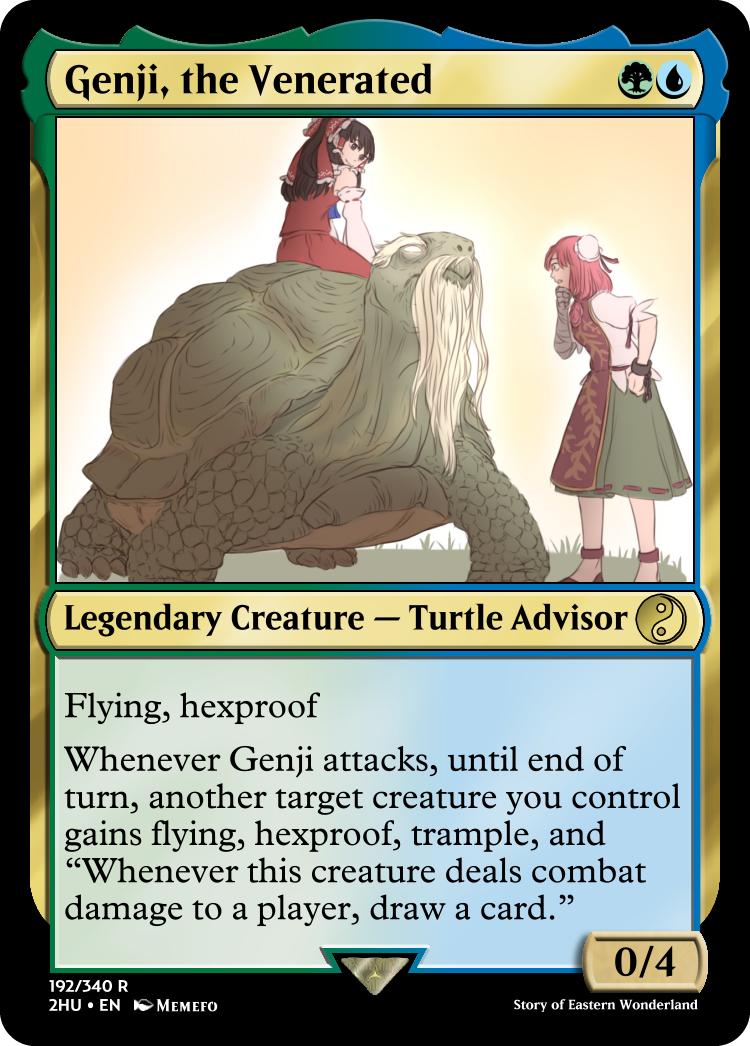 Genji, the Venerated
Legendary Creature — Turtle Advisor
Flying, hexproof
Whenever Genji attacks, until end of
turn, another target creature you control
gains flying, hexproof, trample, and
“Whenever this creature deals combat
damage to a player, draw a card.”
0/4
192/340 R
2HU • EN MEMEFO
Story of Eastern Wonderland